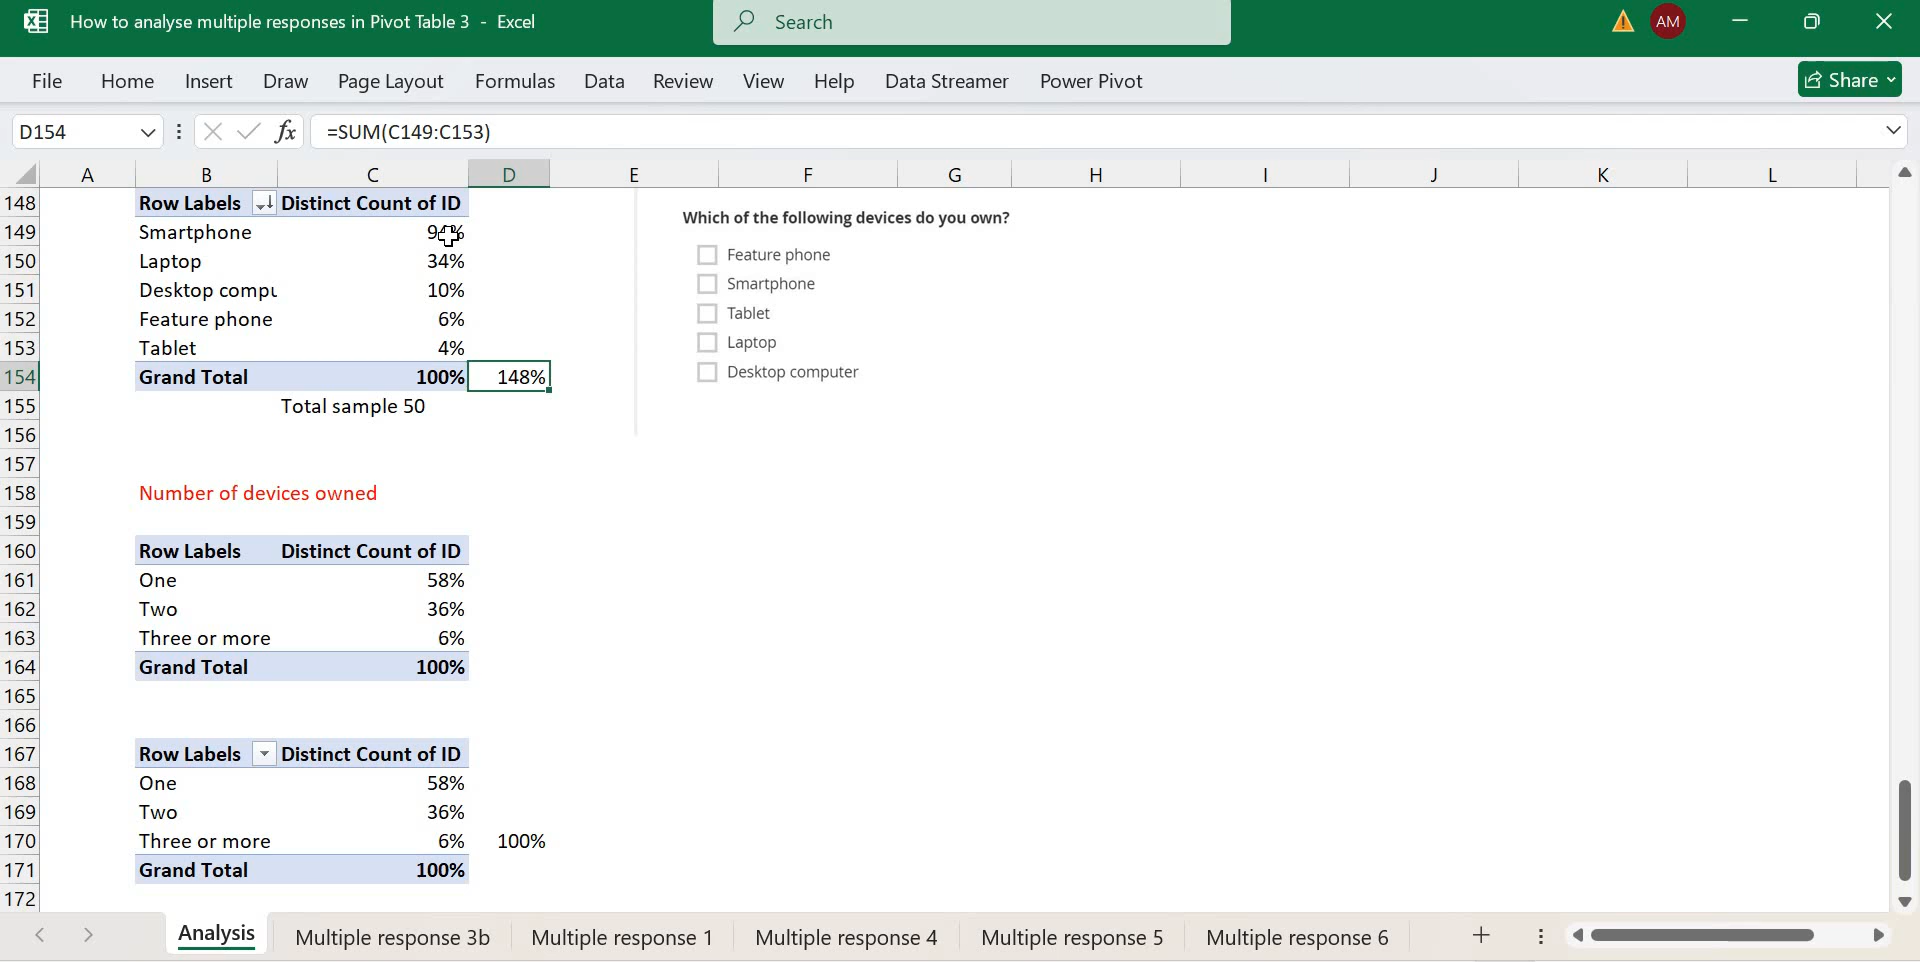 How to analyse multiple responses in Pivot Table 3 - Excel
Search
AM
File Home Insert Draw Page Layout Formulas Data Review View Help Data Streamer Power Pivot
Share
D154
fx =SUM(C149:C153)
A B C D E F G H I J K L
148 Row Labels Distinct Count of ID
Which of the following devices do you own?
149 Smartphone
150 Laptop 34%
Feature phone
151 Desktop compu 10%
Smartphone
152 Feature phone 6%
Tablet
153 Tablet 4%
Laptop
154 Grand Total 100% 148%
Desktop computer
155 Total sample 50
156
157
158 Number of devices owned
159
160 Row Labels Distinct Count of ID
161 One 58%
162 Two 36%
163 Three or more 6%
164 Grand Total 100%
165
166
167 Row Labels Distinct Count of ID
168 One 58%
169 Two 36%
170 Three or more 6% 100%
171 Grand Total 100%
172
Analysis Multiple response 3b Multiple response 1 Multiple response 4 Multiple response 5 Multiple response 6